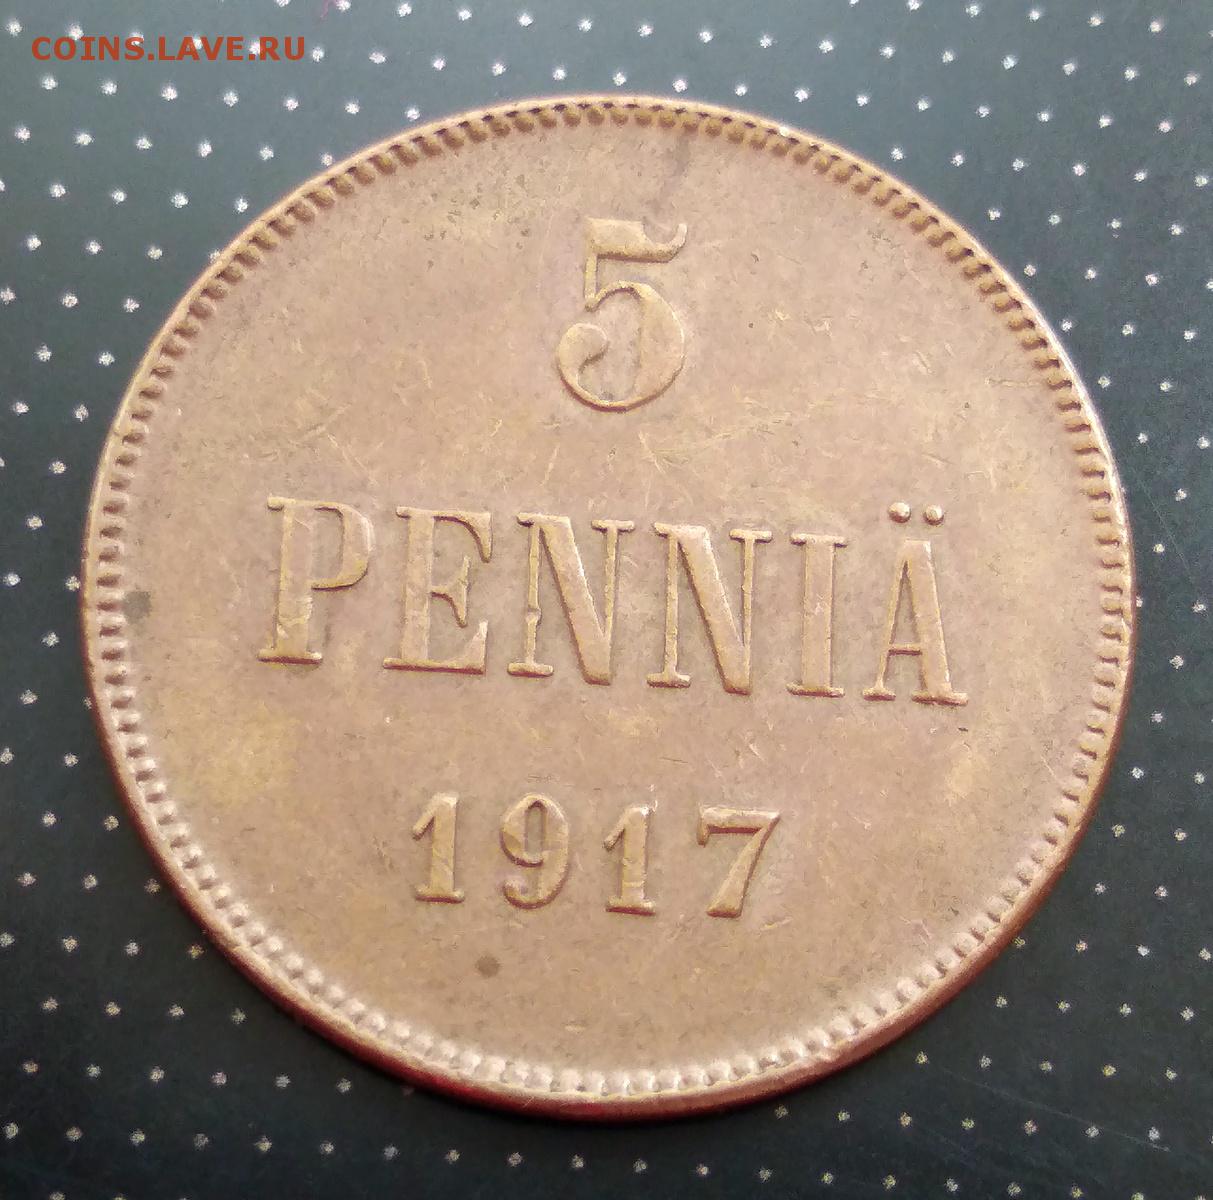 COINS.LAVE.RU
5
PENNIÄ
1917